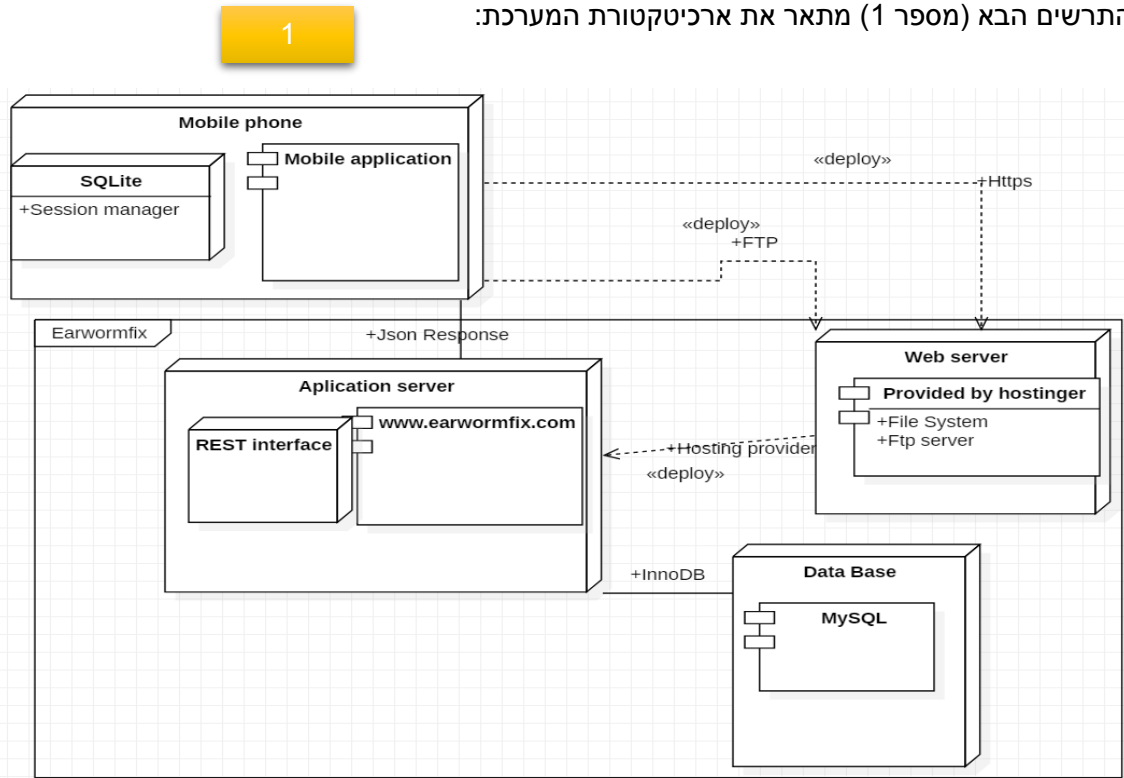 התרשים הבא (מספר 1) מתאר את ארכיטקטורת המערכת:
1
Mobile phone
SQLite
+Session manager
Mobile application
«deploy»
+Https
«deploy»
+FTP
Earwormfix
+Json Response
Aplication server
REST interface
www.earwormfix.com
Web server
Provided by hostinger
+File System
+Ftp server
+Hosting provider
«deploy»
+InnoDB
Data Base
MySQL